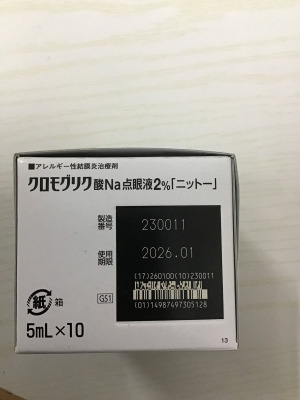 ■アレルギー性結膜炎治療剤
クロモグリク酸Na点眼液2%「ニットー」
製造番号 230011
使用期限 2026.01
(17)260100(10)230011
GS1
(01)14987497305128
紙 箱
5mL×10
13